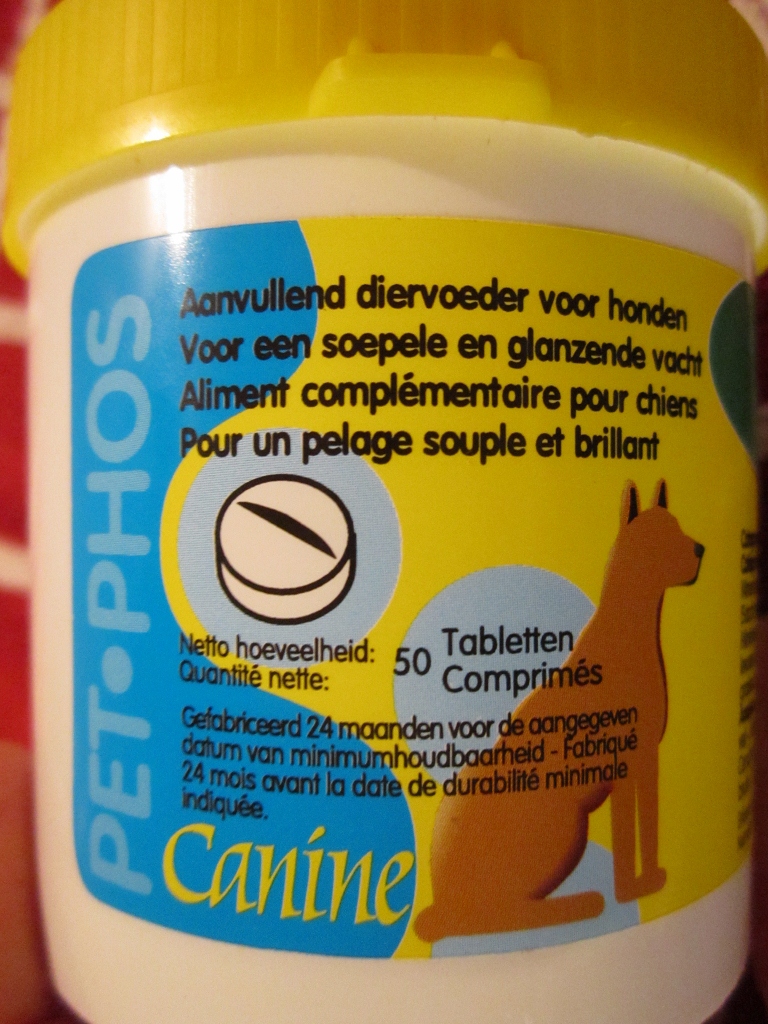 PET•PHOS
Aanvullend diervoeder voor honden
Voor een soepele en glanzende vacht
Aliment complémentaire pour chiens
Pour un pelage souple et brillant
Netto hoeveelheid: 50 Tabletten
Quantité nette: Comprimés
Gefabriceerd 24 maanden voor de aangegeven
datum van minimumhoudbaarheid - Fabriqué
24 mois avant la date de durabilité minimale
indiquée.
Canine